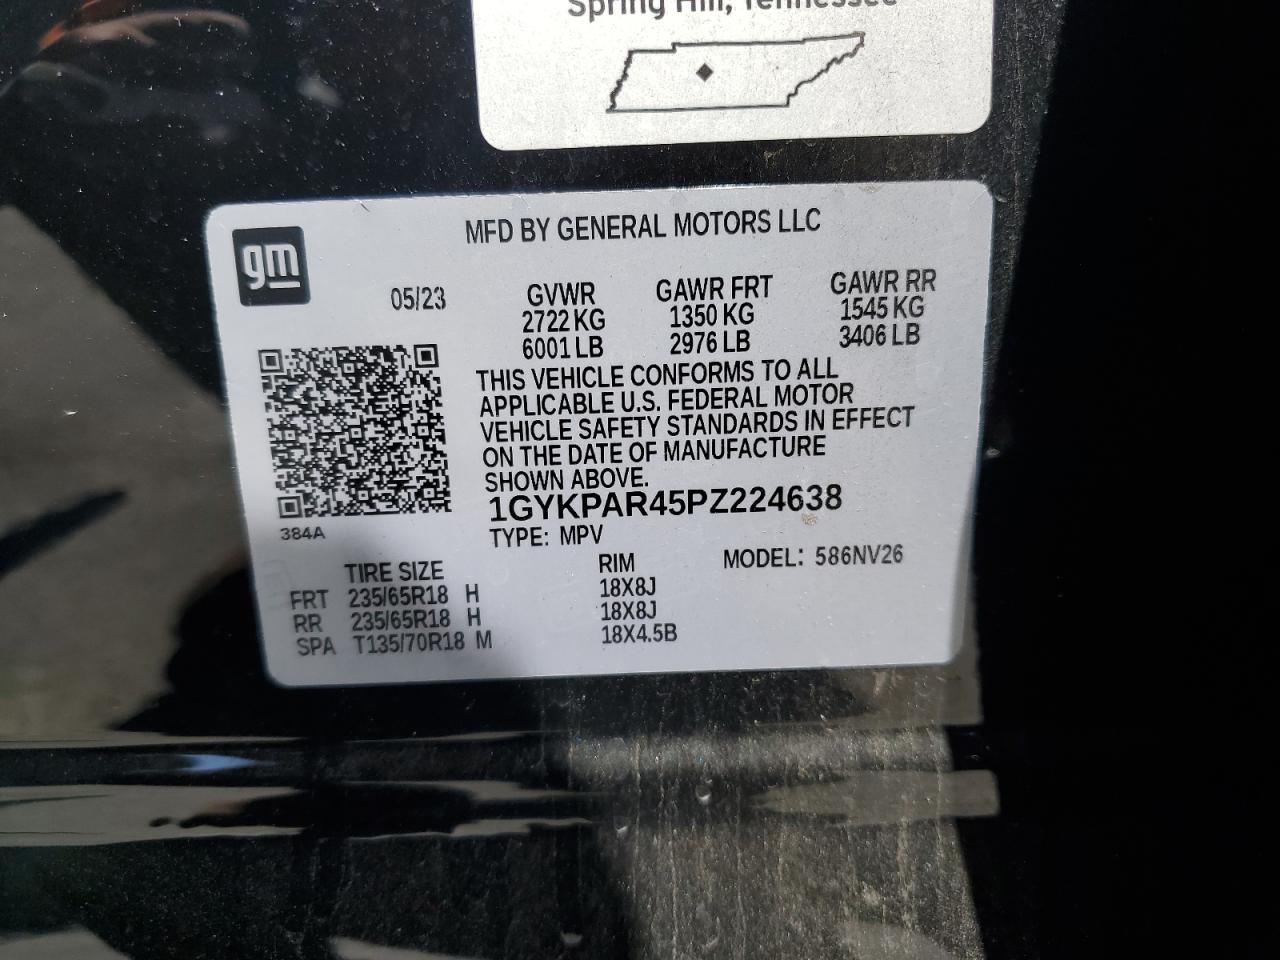 Spring Hill, Tennessee
gm
MFD BY GENERAL MOTORS LLC
05/23
GVWR
2722 KG
6001 LB
GAWR FRT
1350 KG
2976 LB
GAWR RR
1545 KG
3406 LB
THIS VEHICLE CONFORMS TO ALL
APPLICABLE U.S. FEDERAL MOTOR
VEHICLE SAFETY STANDARDS IN EFFECT
ON THE DATE OF MANUFACTURE
SHOWN ABOVE.
1GYKPAR45PZ224638
384A
TYPE: MPV
MODEL: 586NV26
TIRE SIZE RIM
FRT 235/65R18 H 18X8J
RR 235/65R18 H 18X8J
SPA T135/70R18 M 18X4.5B